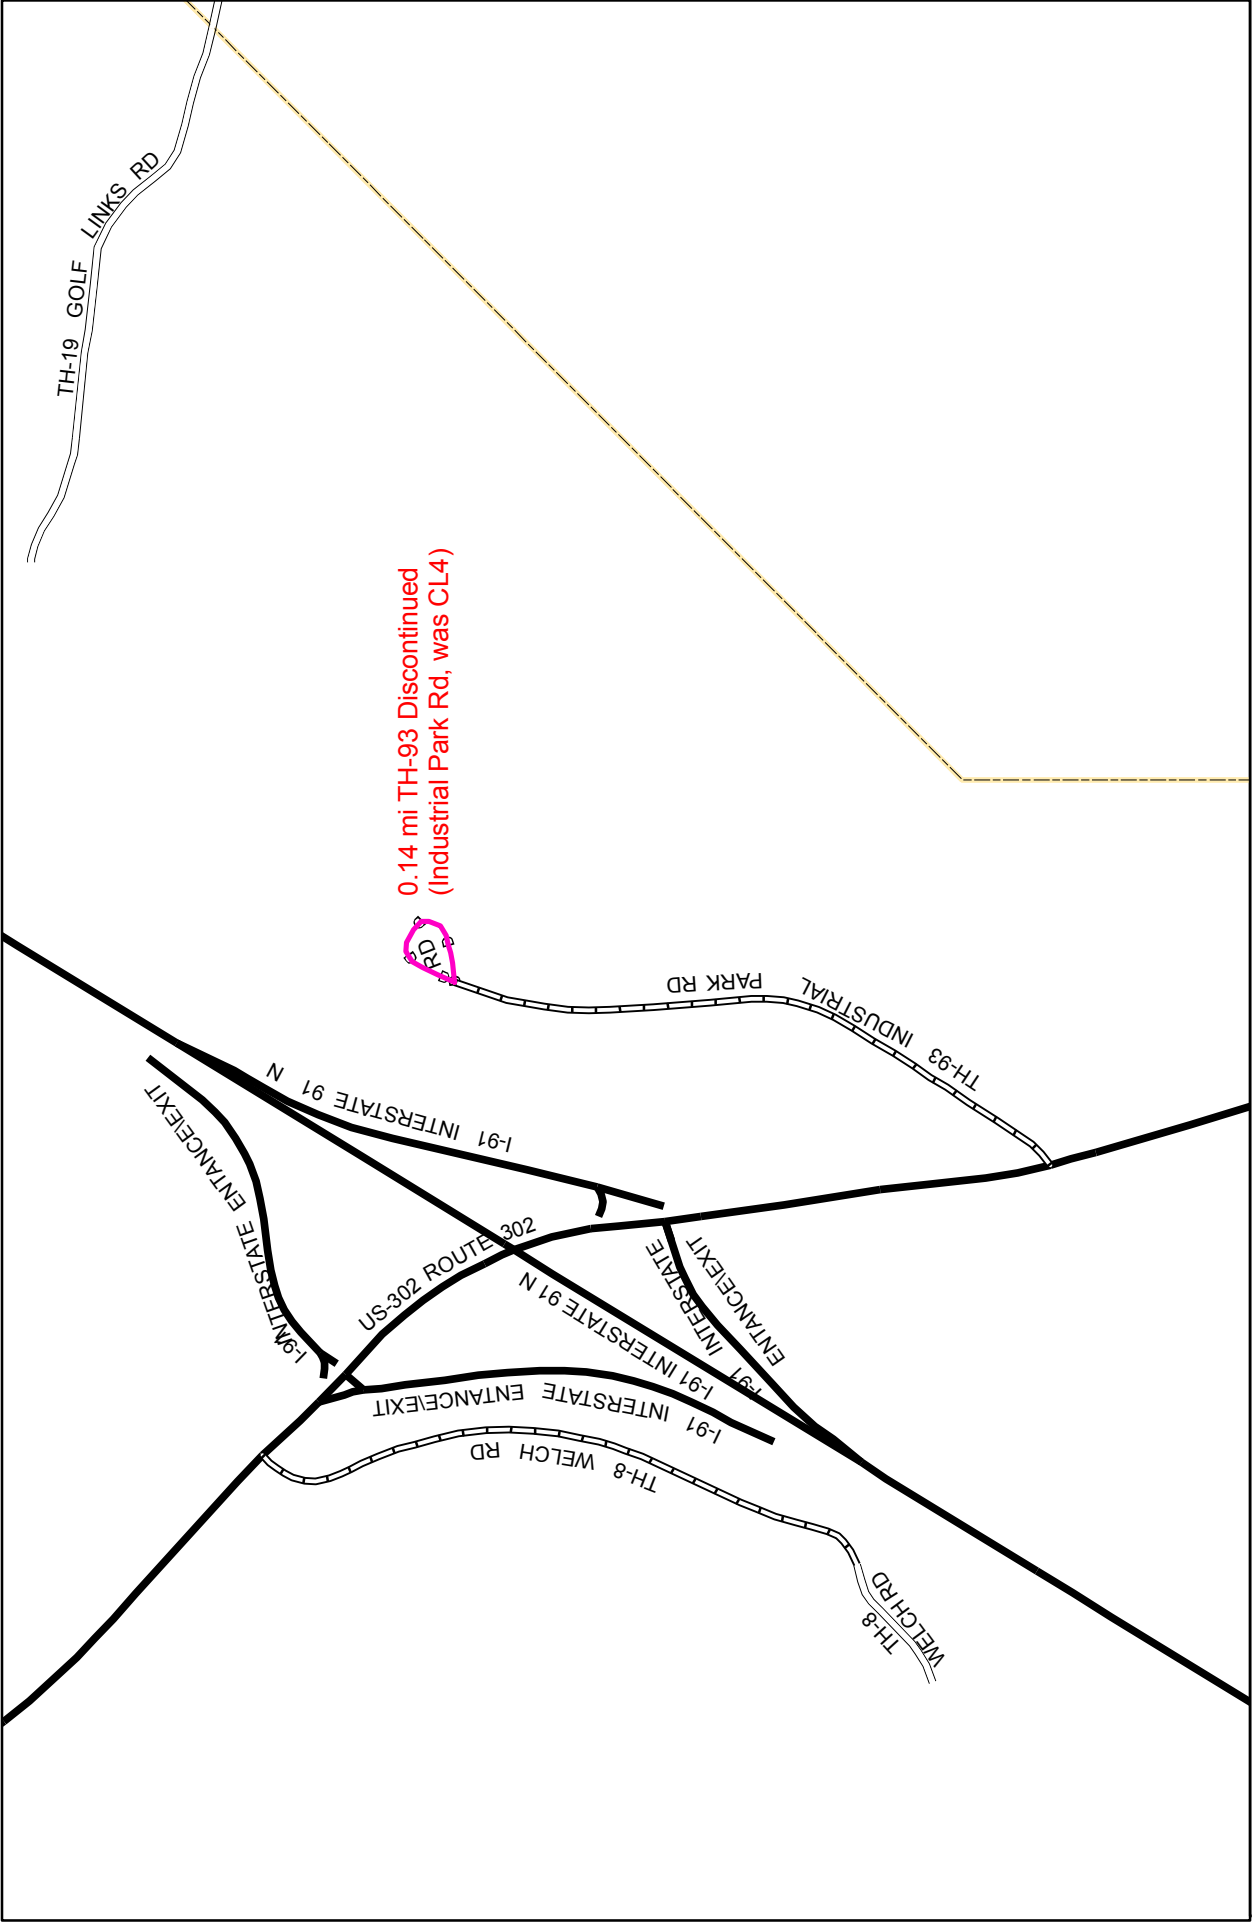 TH-19 GOLF LINKS RD
0.14 mi TH-93 Discontinued
(Industrial Park Rd, was CL4)
RD
TH-93 INDUSTRIAL PARK RD
I-91 INTERSTATE 91 N
I-91 INTERSTATE ENTANCE\EXIT
US-302 ROUTE 302
I-91 INTERSTATE 91 N
I-91 INTERSTATE ENTANCE\EXIT
I-91 INTERSTATE ENTANCE\EXIT
TH-8 WELCH RD
TH-8 WELCH RD